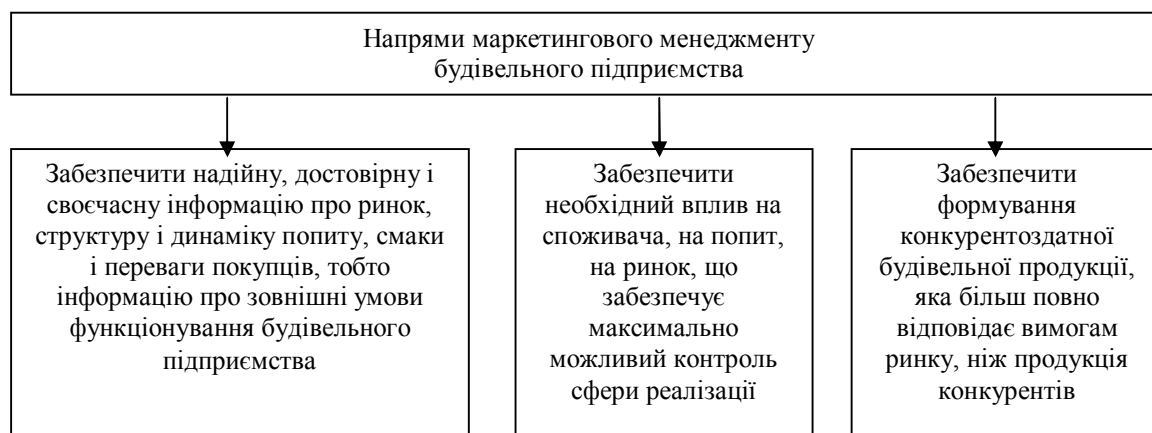 Напрями маркетингового менеджменту
будівельного підприємства
Забезпечити надійну, достовірну і
своєчасну інформацію про ринок,
структуру і динаміку попиту, смаки
і переваги покупців, тобто
інформацію про зовнішні умови
функціонування будівельного
підприємства
Забезпечити
необхідний вплив на
споживача, на попит,
на ринок, що
забезпечує
максимально
можливий контроль
сфери реалізації
Забезпечити
формування
конкурентоздатної
будівельної продукції,
яка більш повно
відповідає вимогам
ринку, ніж продукція
конкурентів